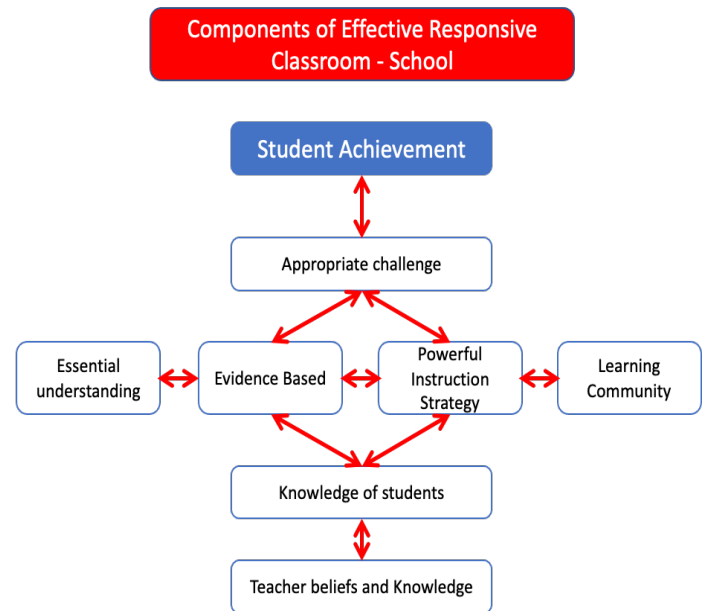 Components of Effective Responsive
Classroom - School
Student Achievement
Appropriate challenge
Essential
understanding
Evidence Based
Powerful
Instruction
Strategy
Learning
Community
Knowledge of students
Teacher beliefs and Knowledge